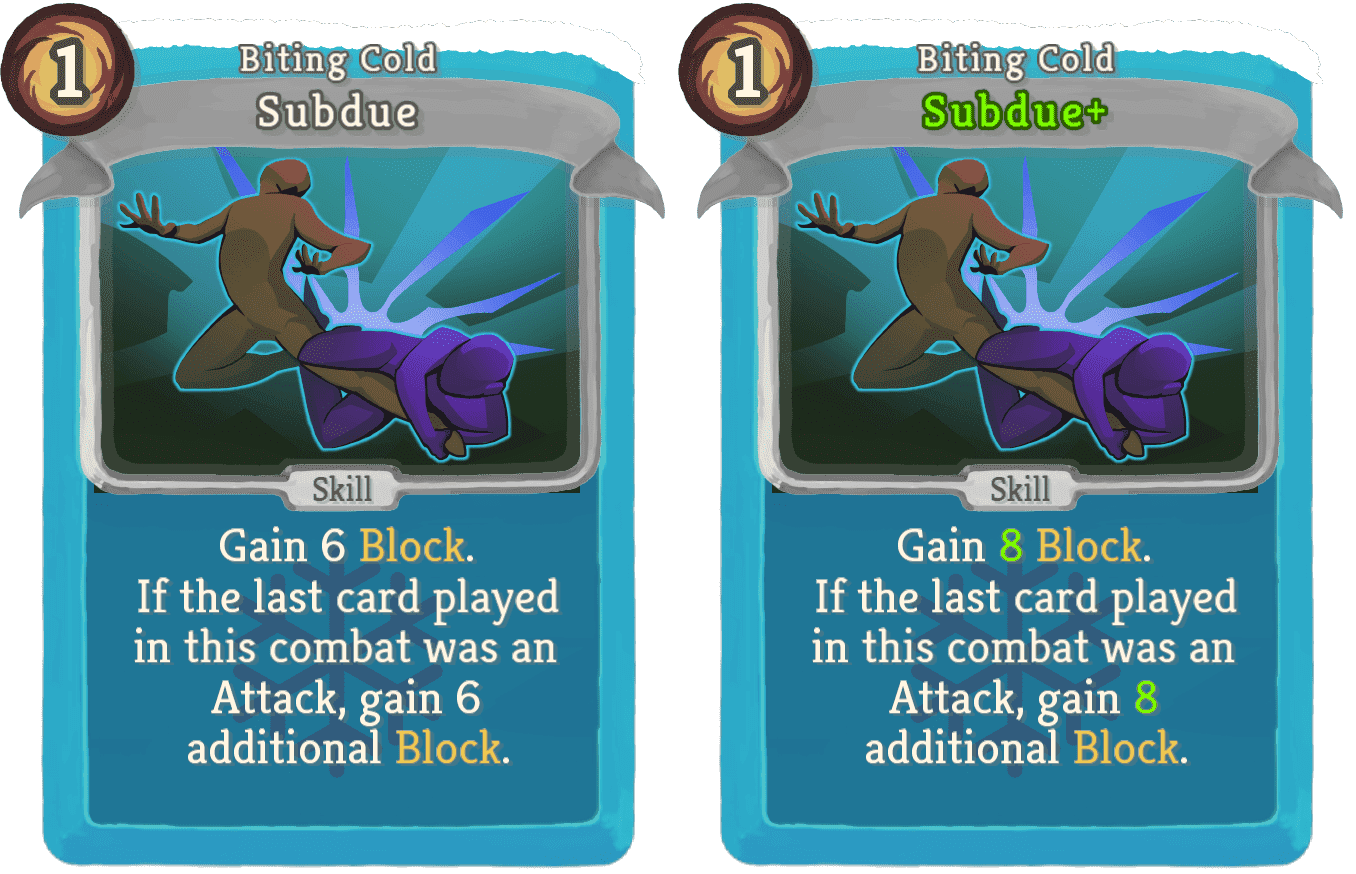 1
Biting Cold
Subdue
Skill
Gain 6 Block.
If the last card played
in this combat was an
Attack, gain 6
additional Block.
1
Biting Cold
Subdue+
Skill
Gain 8 Block.
If the last card played
in this combat was an
Attack, gain 8
additional Block.